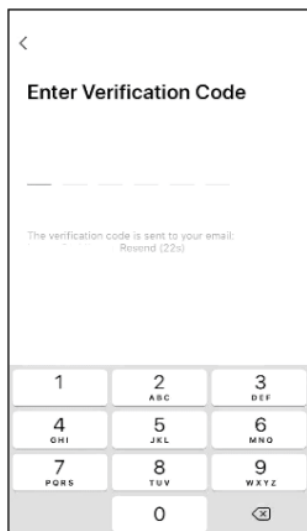 Enter Verification Code
The verification code is sent to your email:
Resend (22s)
1
2
ABC
3
DEF
4
GHI
5
JKL
6
MNO
7
PQRS
8
TUV
9
WXYZ
0